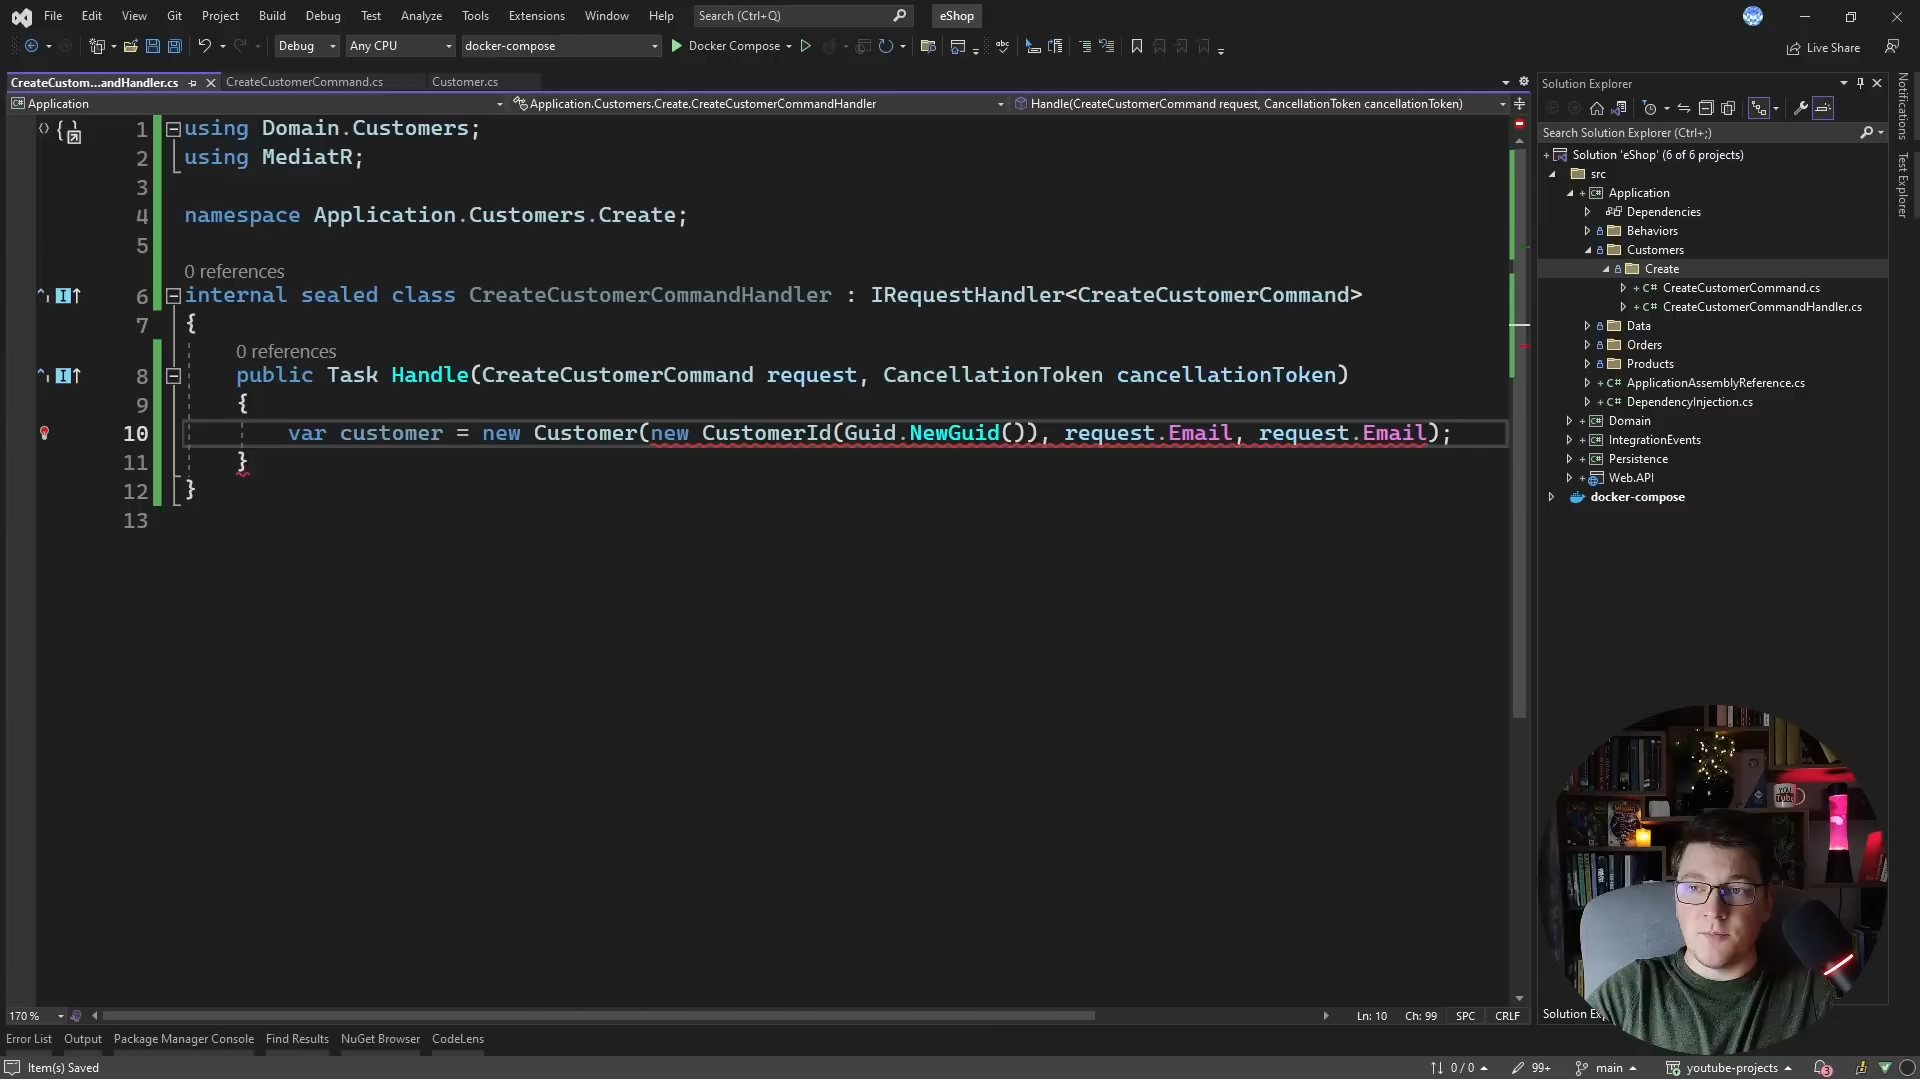 File Edit View Git Project Build Debug Test Analyze Tools Extensions Window Help Search (Ctrl+Q) eShop
Debug Any CPU docker-compose Docker Compose Live Share
CreateCustom...andHandler.cs CreateCustomerCommand.cs Customer.cs
Application Application.Customers.Create.CreateCustomerCommandHandler Handle(CreateCustomerCommand request, CancellationToken cancellationToken)
1 using Domain.Customers;
2 using MediatR;
3
4 namespace Application.Customers.Create;
5
0 references
6 internal sealed class CreateCustomerCommandHandler : IRequestHandler<CreateCustomerCommand>
7 {
0 references
8 public Task Handle(CreateCustomerCommand request, CancellationToken cancellationToken)
9 {
10 var customer = new Customer(new CustomerId(Guid.NewGuid()), request.Email, request.Email);
11 }
12 }
13
170 % Ln: 10 Ch: 99 SPC CRLF
Solution Explorer
Search Solution Explorer (Ctrl+;)
Solution 'eShop' (6 of 6 projects)
src
Application
Dependencies
Behaviors
Customers
Create
CreateCustomerCommand.cs
CreateCustomerCommandHandler.cs
Data
Orders
Products
ApplicationAssemblyReference.cs
DependencyInjection.cs
Domain
IntegrationEvents
Persistence
Web.API
docker-compose
Notifications
Test Explorer
YOU
Tube
Error List Output Package Manager Console Find Results NuGet Browser CodeLens
Item(s) Saved 0 / 0 99+ main youtube-projects 3